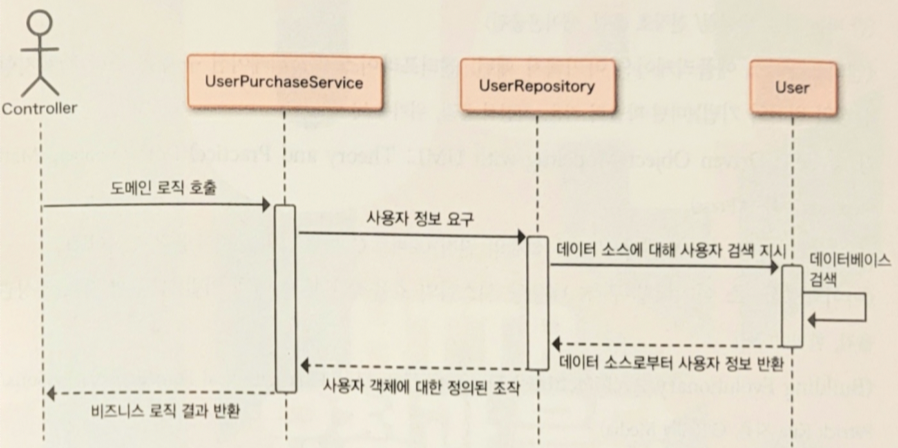 Controller
UserPurchaseService
UserRepository
User
도메인 로직 호출
사용자 정보 요구
데이터 소스에 대해 사용자 검색 지시
데이터베이스
검색
데이터 소스로부터 사용자 정보 반환
사용자 객체에 대한 정의된 조작
비즈니스 로직 결과 반환